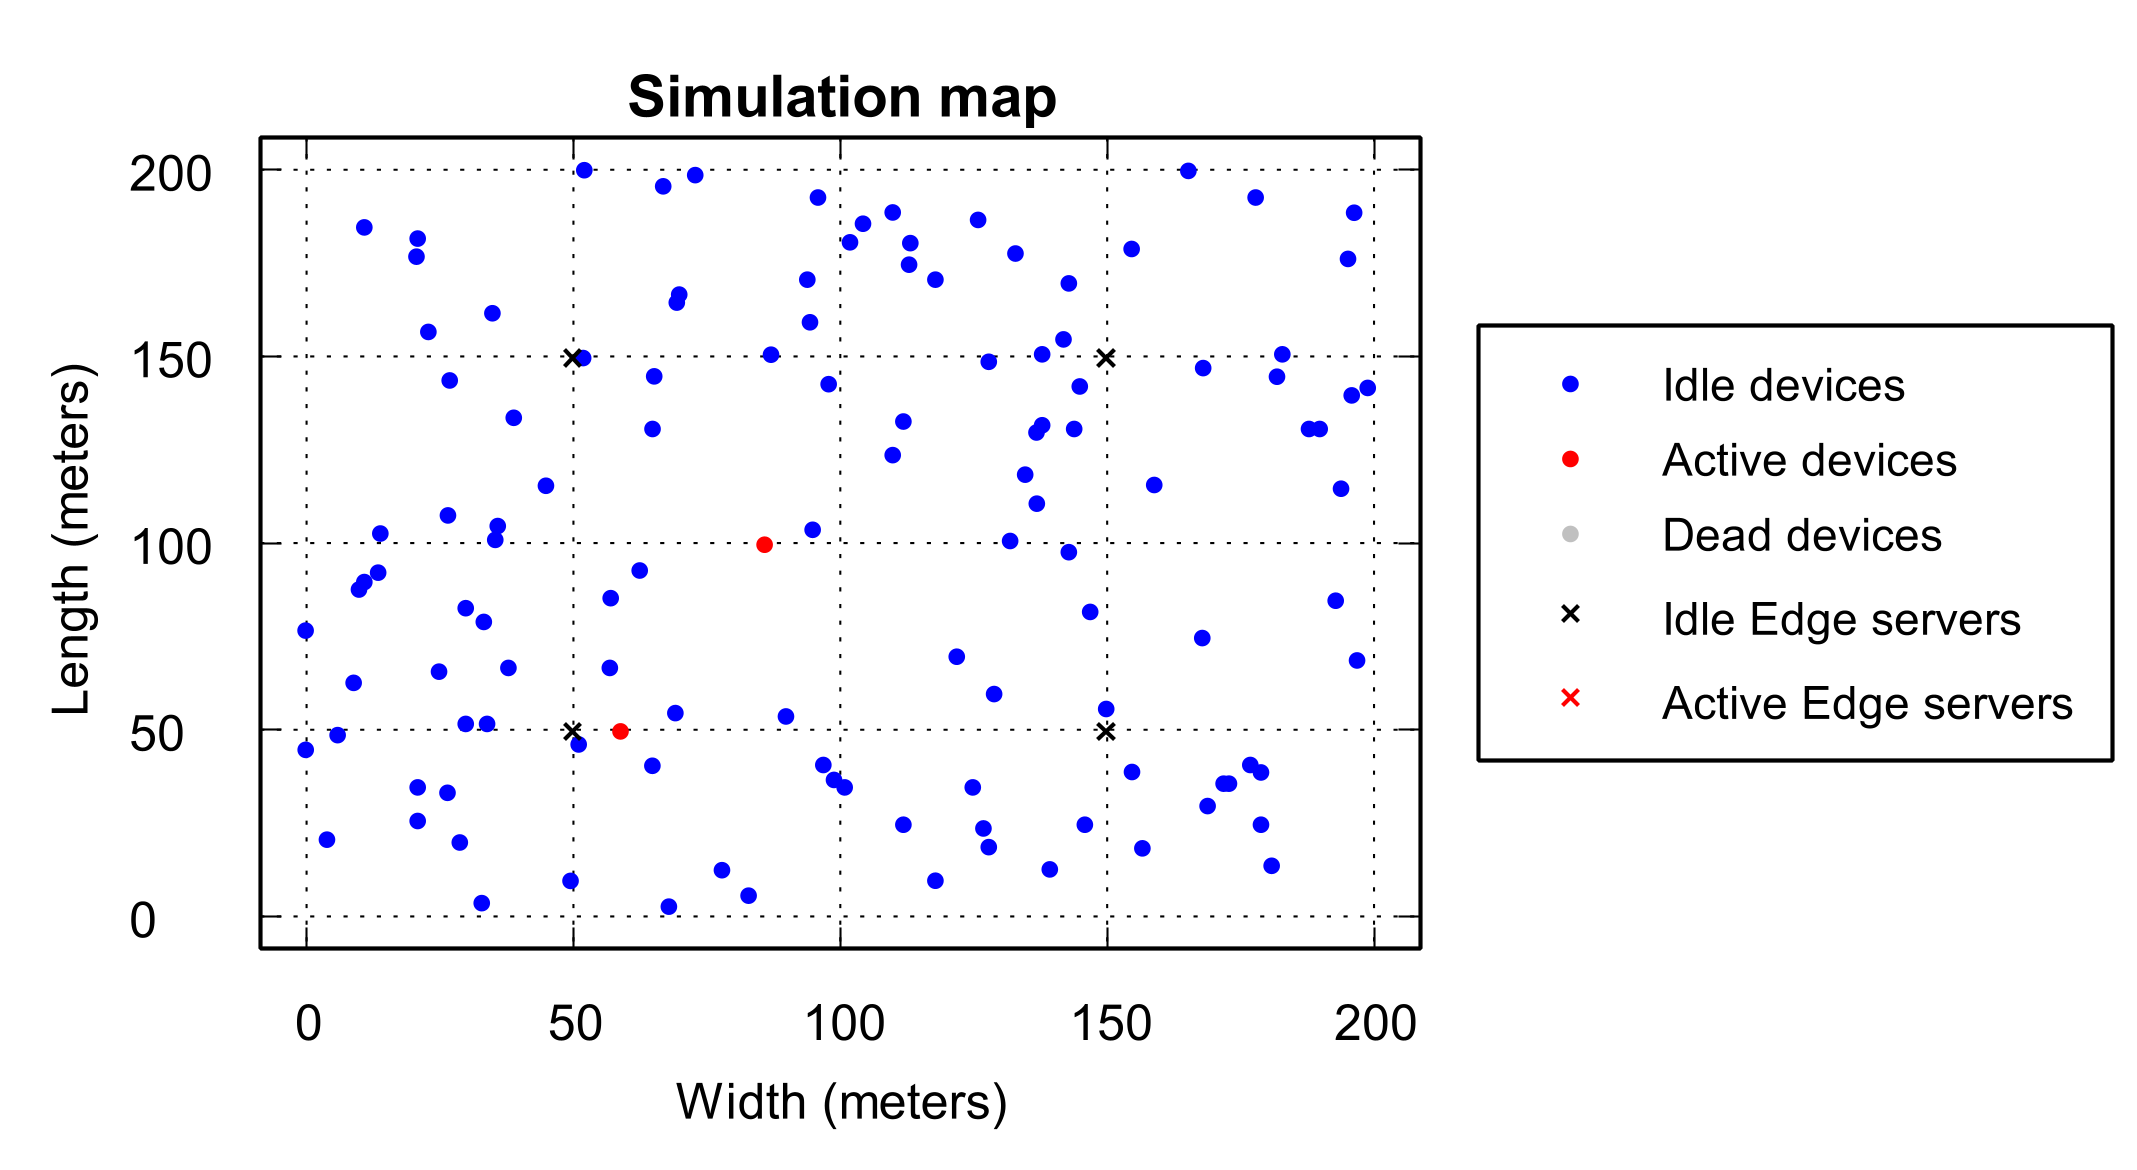 Simulation map
200
150
100
50
0
Length (meters)
0 50 100 150 200
Width (meters)
Idle devices
Active devices
Dead devices
Idle Edge servers
Active Edge servers